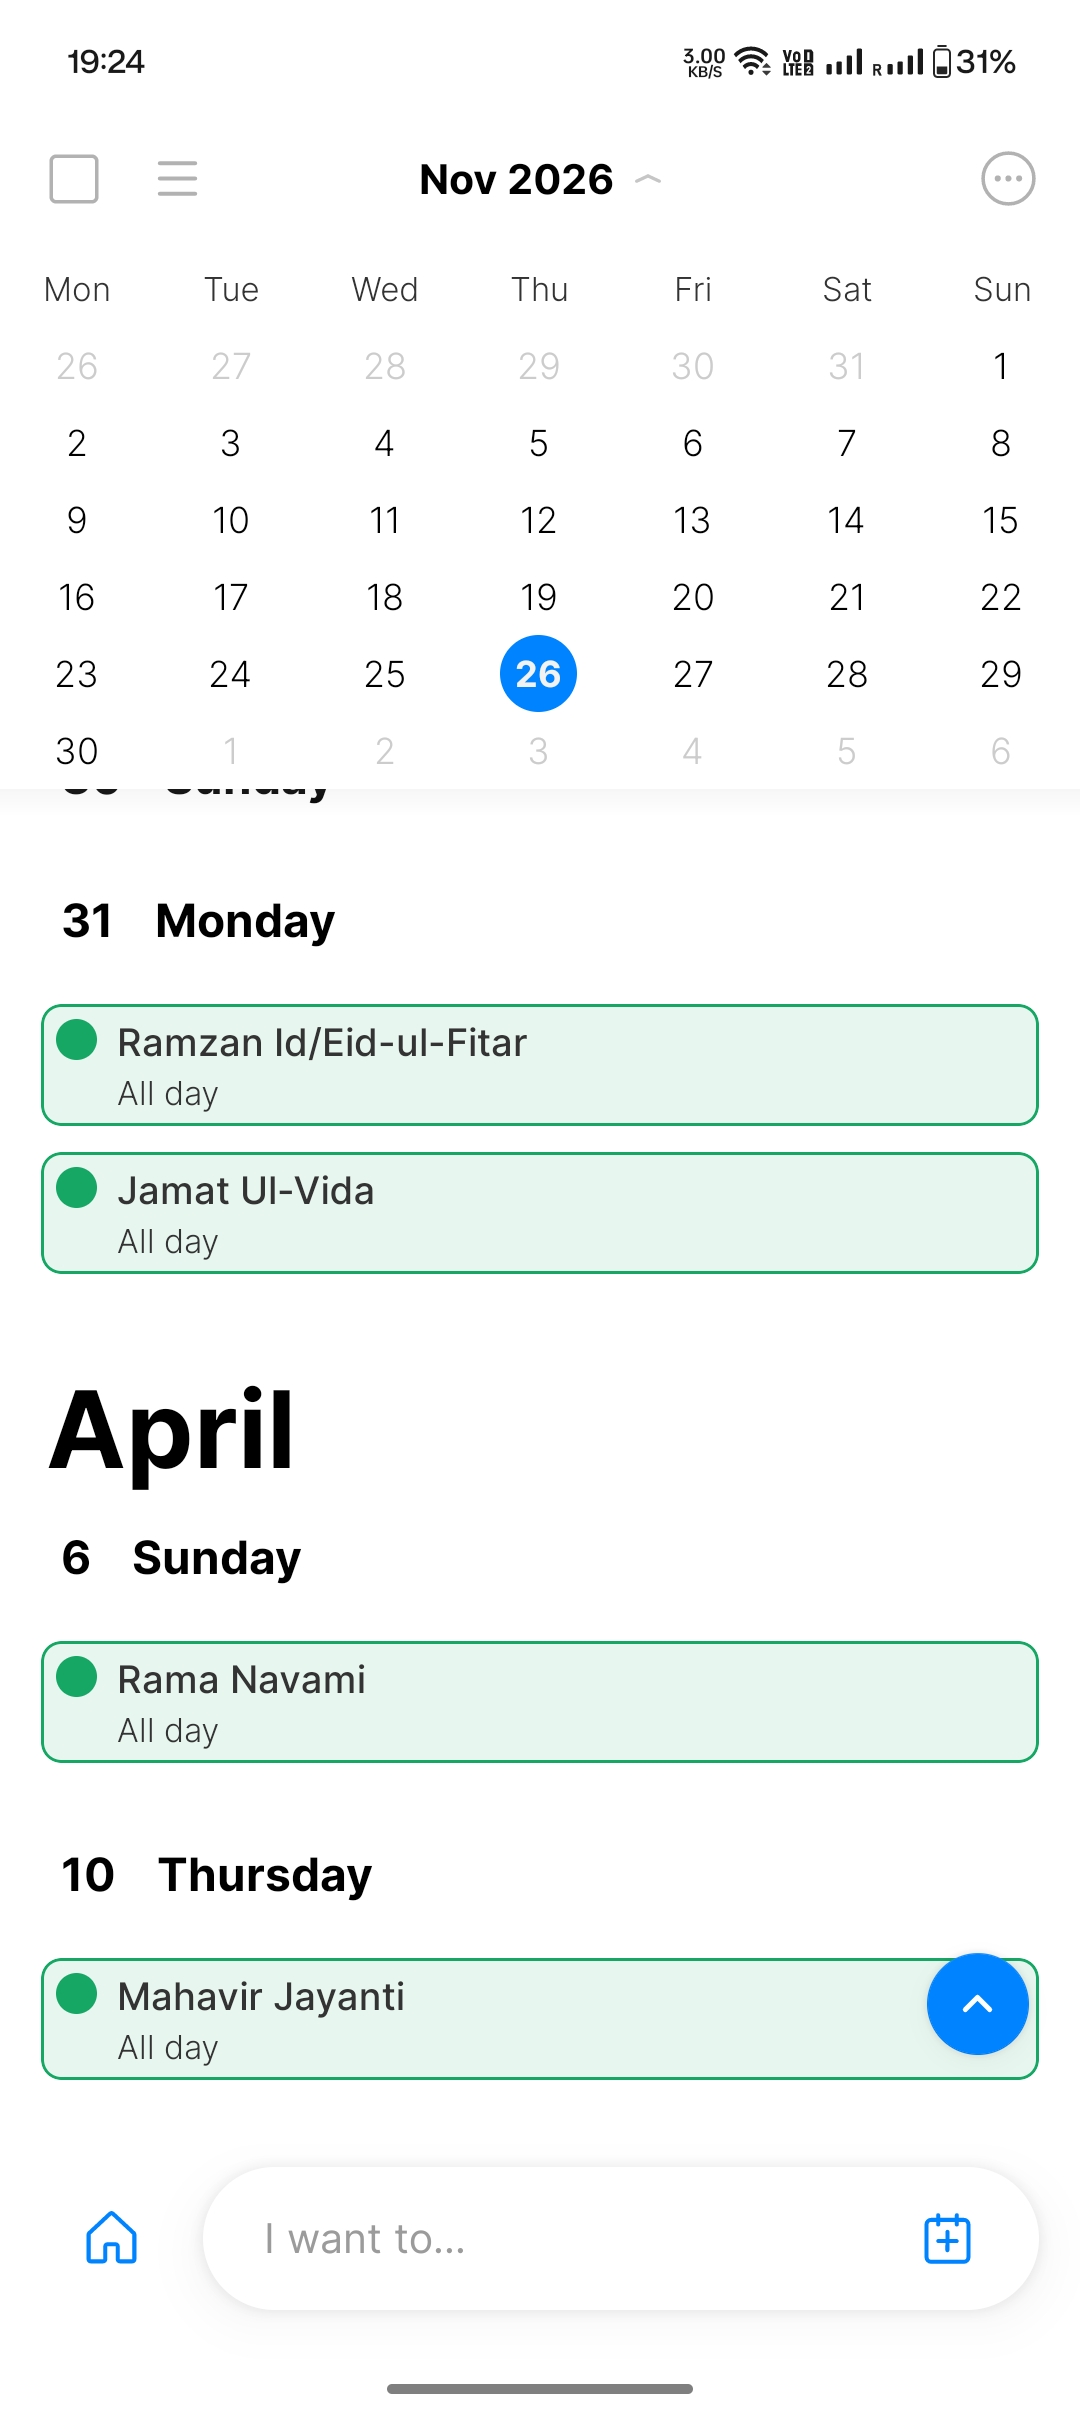 19:24
3.00 KB/S VoD LTE2 R 31%
Nov 2026
Mon Tue Wed Thu Fri Sat Sun
26 27 28 29 30 31 1
2 3 4 5 6 7 8
9 10 11 12 13 14 15
16 17 18 19 20 21 22
23 24 25 26 27 28 29
30 1 2 3 4 5 6
30 Sunday
31 Monday
Ramzan Id/Eid-ul-Fitar
All day
Jamat Ul-Vida
All day
April
6 Sunday
Rama Navami
All day
10 Thursday
Mahavir Jayanti
All day
I want to...